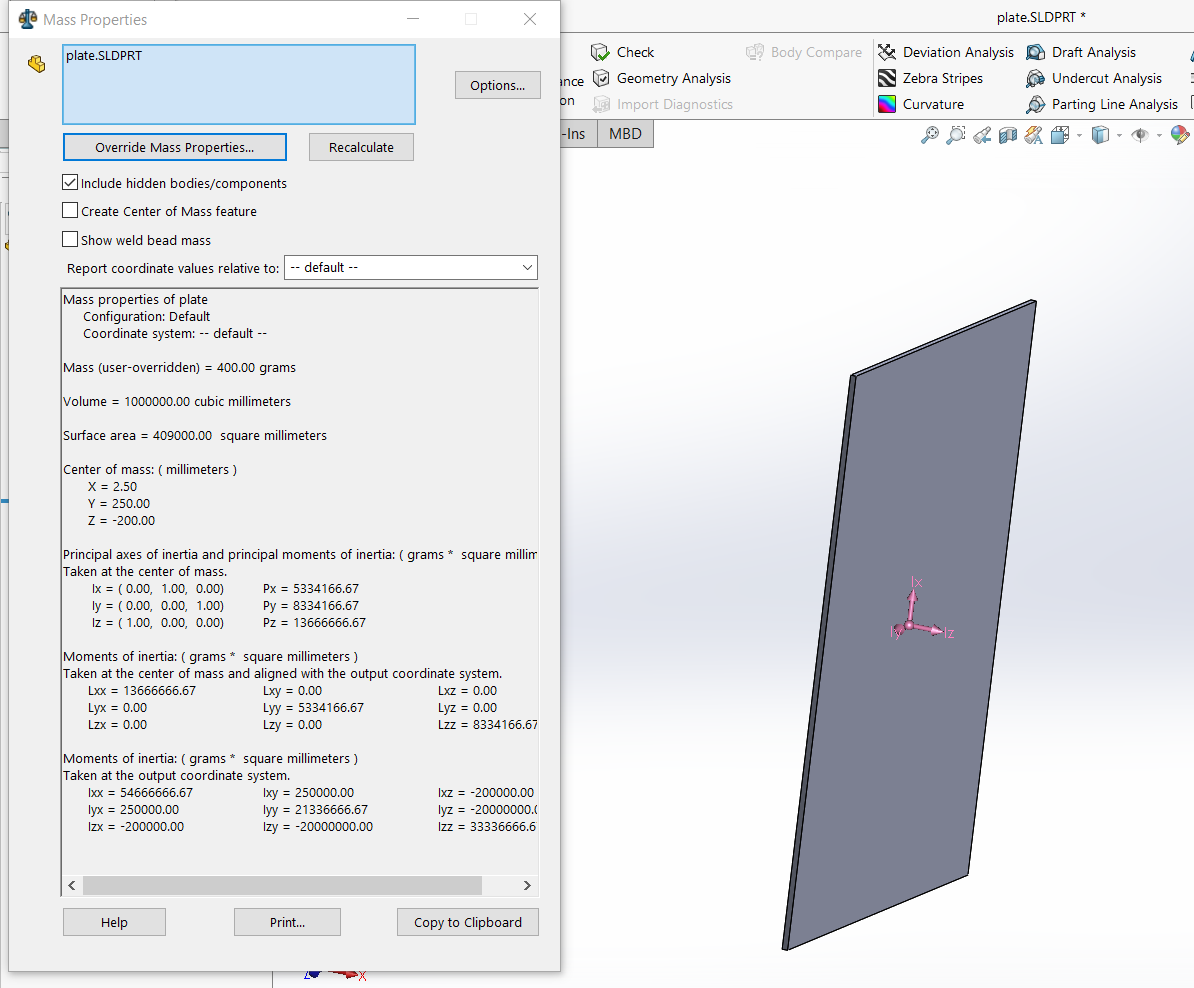 Mass Properties
plate.SLDPRT *
plate.SLDPRT
Options...
Override Mass Properties...
Recalculate
Include hidden bodies/components
Create Center of Mass feature
Show weld bead mass
Report coordinate values relative to:
-- default --
Mass properties of plate
Configuration: Default
Coordinate system: -- default --
Mass (user-overridden) = 400.00 grams
Volume = 1000000.00 cubic millimeters
Surface area = 409000.00 square millimeters
Center of mass: ( millimeters )
X = 2.50
Y = 250.00
Z = -200.00
Principal axes of inertia and principal moments of inertia: ( grams * square millim
Taken at the center of mass.
Ix = ( 0.00, 1.00, 0.00) Px = 5334166.67
Iy = ( 0.00, 0.00, 1.00) Py = 8334166.67
Iz = ( 1.00, 0.00, 0.00) Pz = 13666666.67
Moments of inertia: ( grams * square millimeters )
Taken at the center of mass and aligned with the output coordinate system.
Lxx = 13666666.67 Lxy = 0.00 Lxz = 0.00
Lyx = 0.00 Lyy = 5334166.67 Lyz = 0.00
Lzx = 0.00 Lzy = 0.00 Lzz = 8334166.67
Moments of inertia: ( grams * square millimeters )
Taken at the output coordinate system.
Ixx = 54666666.67 Ixy = 250000.00 Ixz = -200000.00
Iyx = 250000.00 Iyy = 21336666.67 Iyz = -20000000.0
Izx = -200000.00 Izy = -20000000.00 Izz = 33336666.6
Help
Print...
Copy to Clipboard
Check
Body Compare
Deviation Analysis
Draft Analysis
ance
Geometry Analysis
Zebra Stripes
Undercut Analysis
on
Import Diagnostics
Curvature
Parting Line Analysis
-Ins
MBD
Ix
Iy
Iz
Z
X